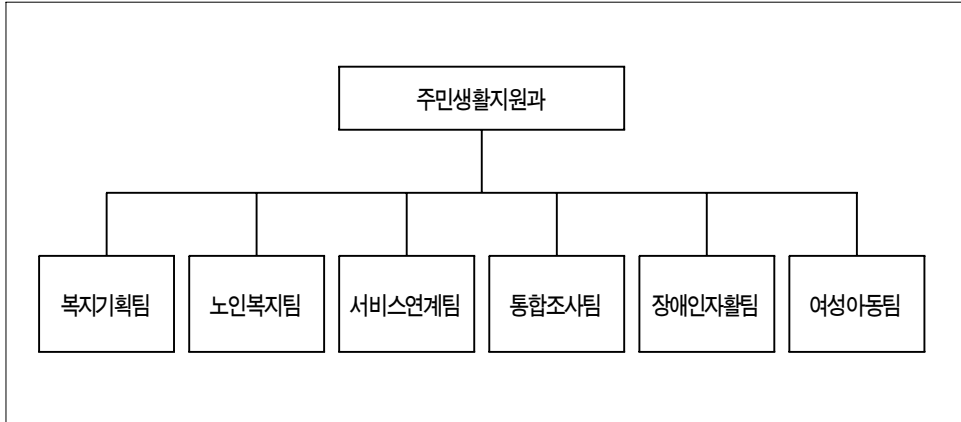 주민생활지원과
복지기획팀
노인복지팀
서비스연계팀
통합조사팀
장애인자활팀
여성아동팀